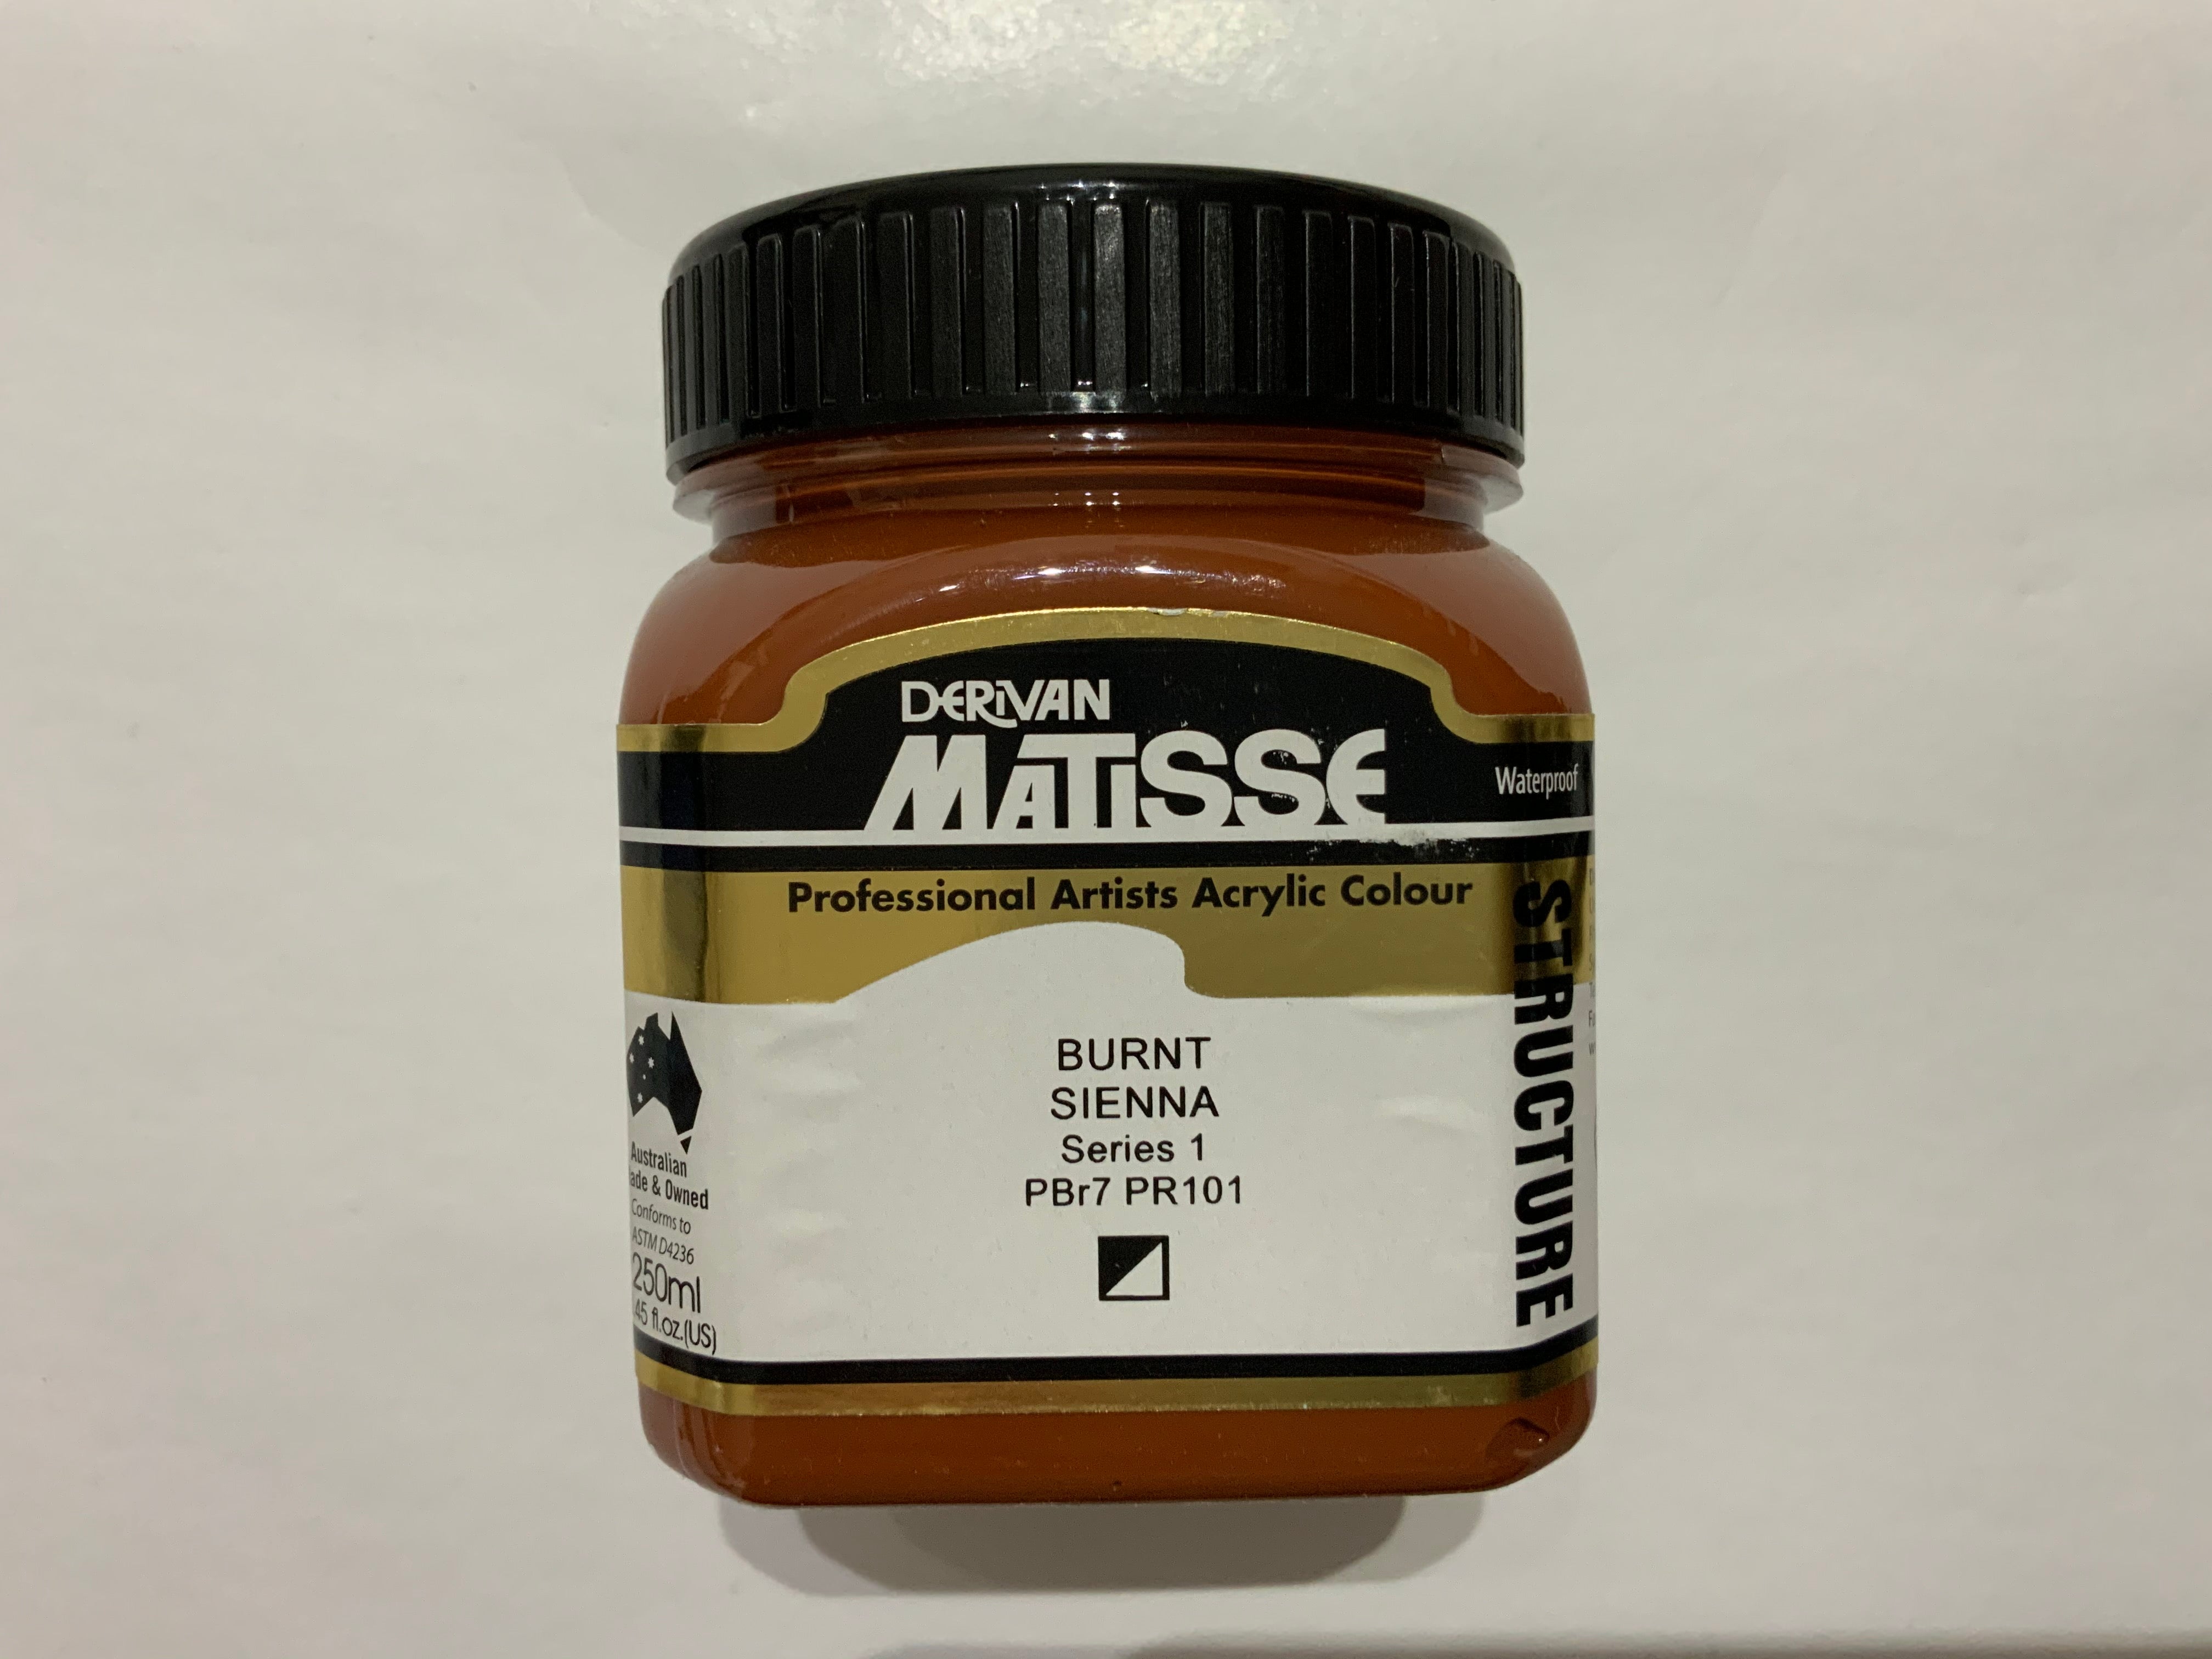 DERIVAN
MATISSE
Waterproof
Professional Artists Acrylic Colour
STRUCTURE
BURNT
SIENNA
Series 1
PBr7 PR101
Australian
& Owned
Conforms to
ASTM D4236
250ml
fl.oz.(US)